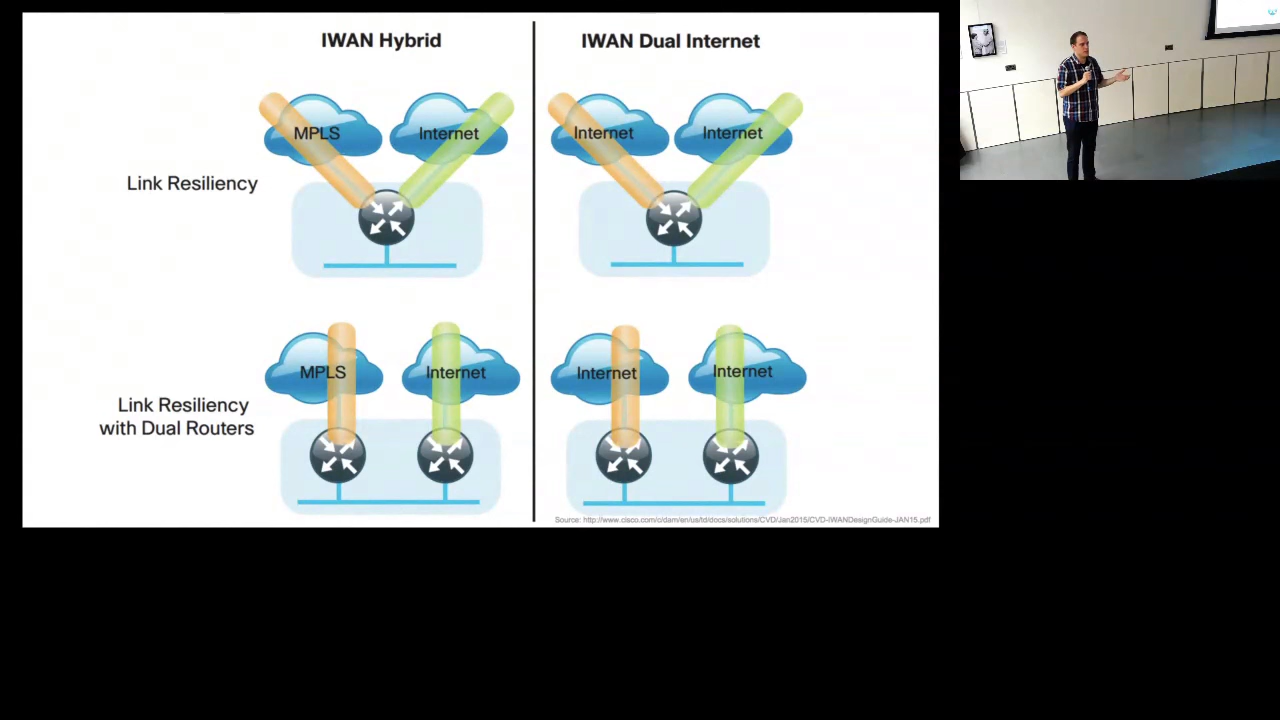 IWAN Hybrid
IWAN Dual Internet
MPLS
Internet
Internet
Internet
Link Resiliency
MPLS
Internet
Internet
Internet
Link Resiliency
with Dual Routers
Source: http://www.cisco.com/c/dam/en/us/td/docs/solutions/CVD/Jan2015/CVD-IWANDesignGuide-JAN15.pdf